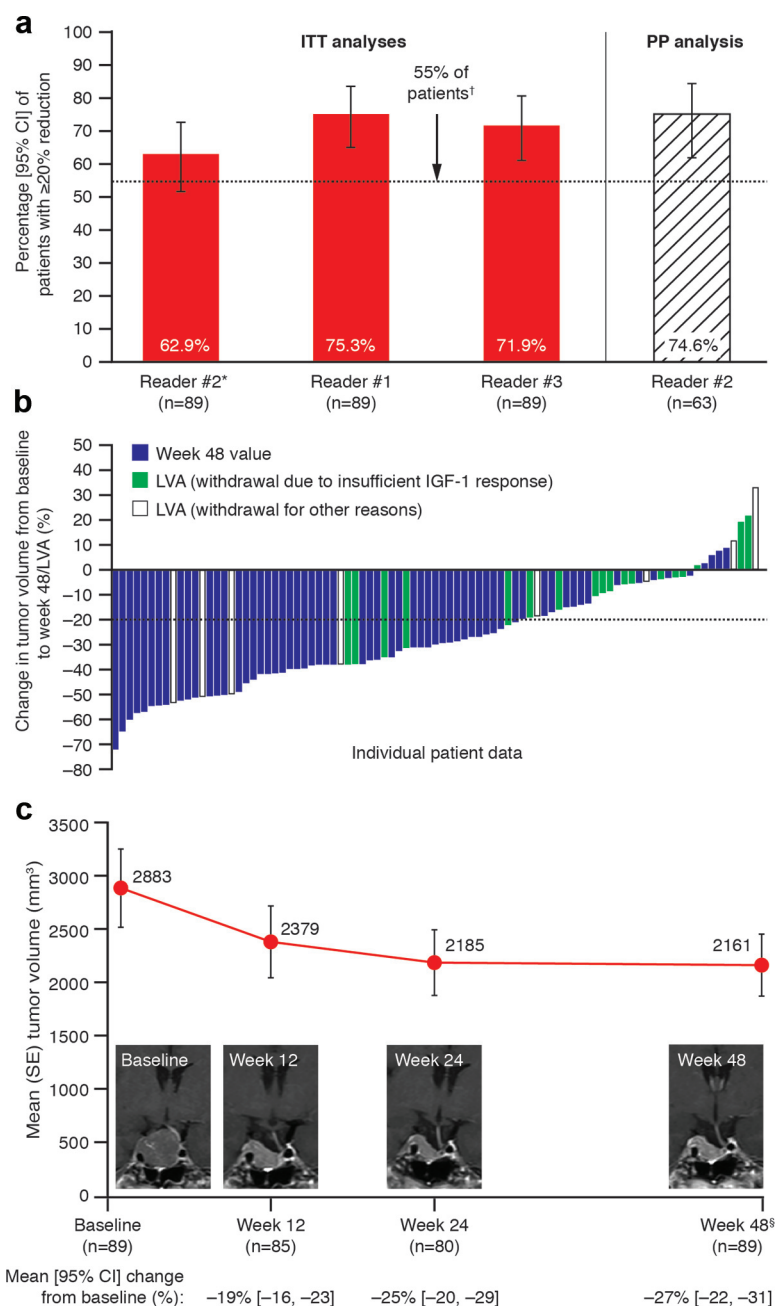 a
Percentage [95% CI] of
patients with ≥20% reduction
100
90
80
70
60
50
40
30
20
10
0
ITT analyses
PP analysis
55% of
patients†
62.9%
75.3%
71.9%
74.6%
Reader #2*
(n=89)
Reader #1
(n=89)
Reader #3
(n=89)
Reader #2
(n=63)
b
Change in tumor volume from baseline
to week 48/LVA (%)
50
40
30
20
10
0
–10
–20
–30
–40
–50
–60
–70
–80
Week 48 value
LVA (withdrawal due to insufficient IGF-1 response)
LVA (withdrawal for other reasons)
Individual patient data
c
Mean (SE) tumor volume (mm³)
3500
3000
2500
2000
1500
1000
500
0
2883
2379
2185
2161
Baseline
Week 12
Week 24
Week 48
Baseline
(n=89)
Week 12
(n=85)
Week 24
(n=80)
Week 48§
(n=89)
Mean [95% CI] change
from baseline (%): –19% [–16, –23] –25% [–20, –29] –27% [–22, –31]